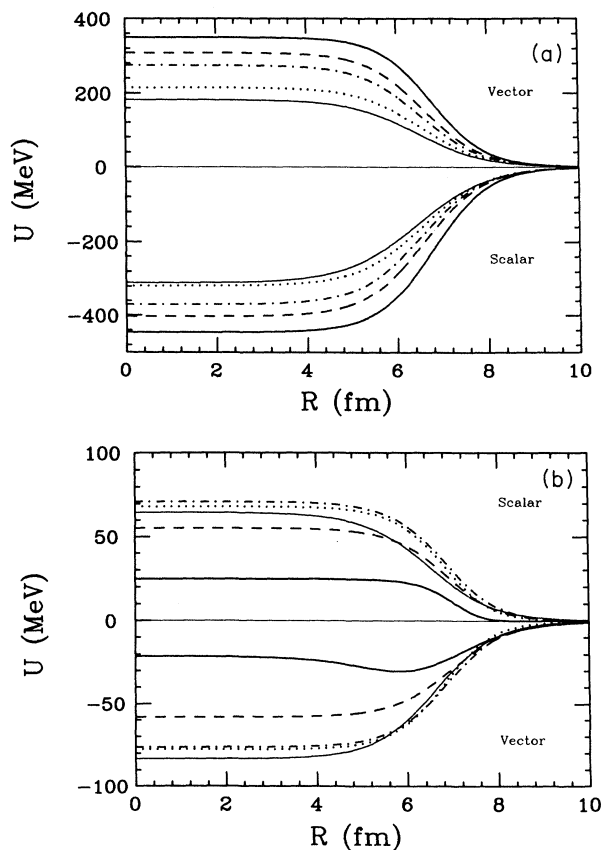 400
(a)
Vector
200
0
U (MeV)
-200
Scalar
-400
0 2 4 6 8 10
R (fm)
100
(b)
Scalar
50
0
U (MeV)
-50
Vector
-100
0 2 4 6 8 10
R (fm)